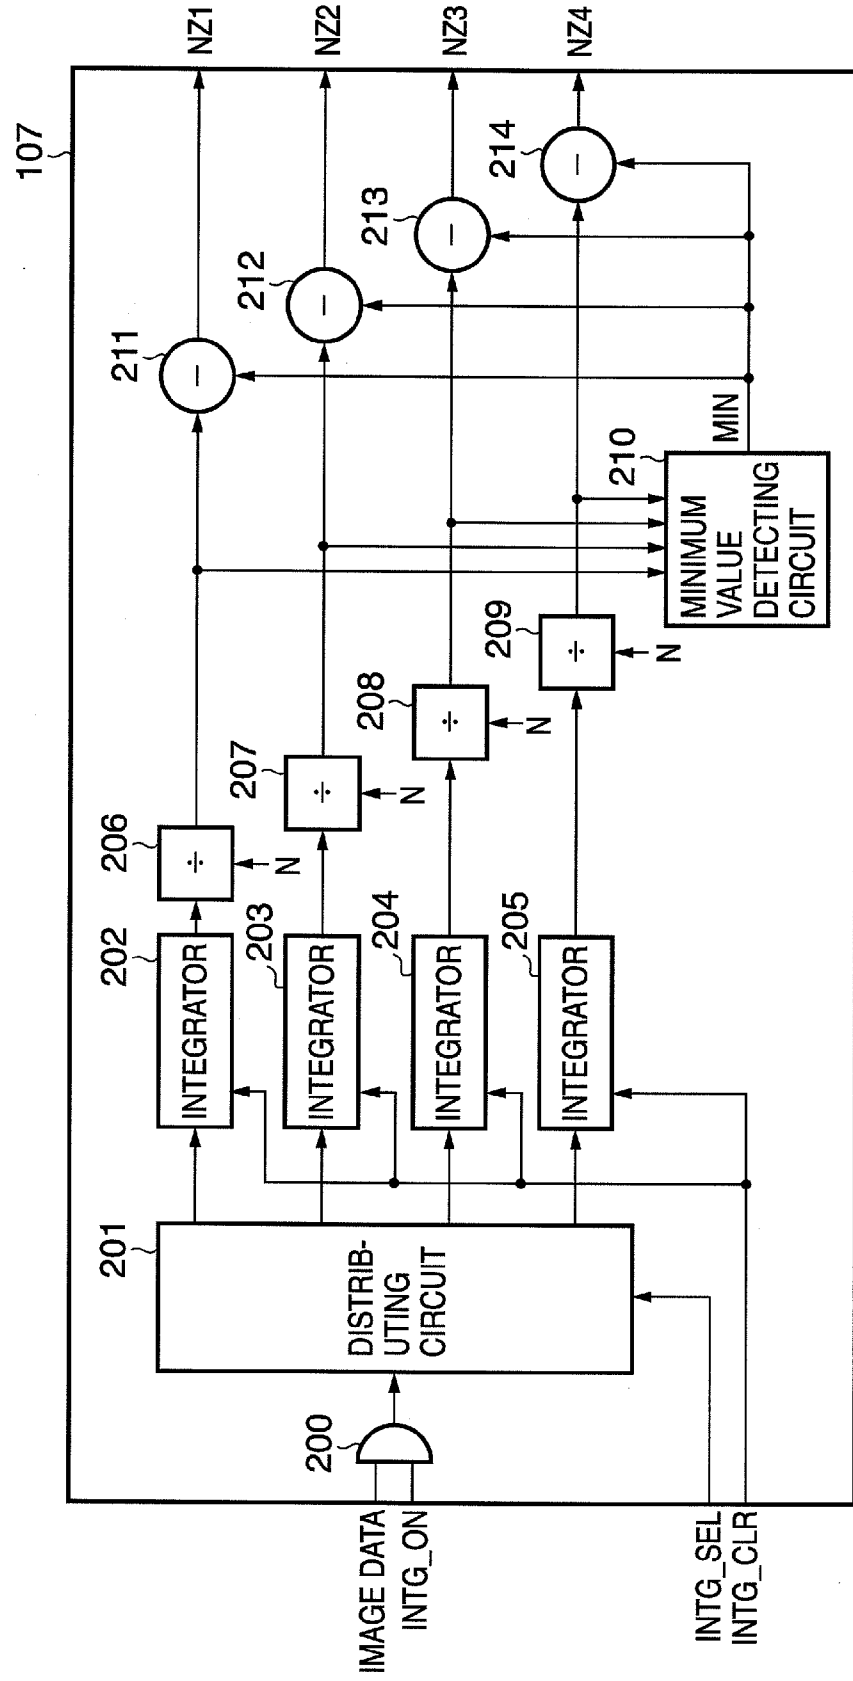 107
200
IMAGE DATA
INTG_ON
INTG_SEL
INTG_CLR
201
DISTRIB-
UTING
CIRCUIT
202
INTEGRATOR
203
INTEGRATOR
204
INTEGRATOR
205
INTEGRATOR
206
÷
N
207
÷
N
208
÷
N
209
÷
N
210
MINIMUM
VALUE
DETECTING
CIRCUIT
MIN
211
−
212
−
213
−
214
−
NZ1
NZ2
NZ3
NZ4